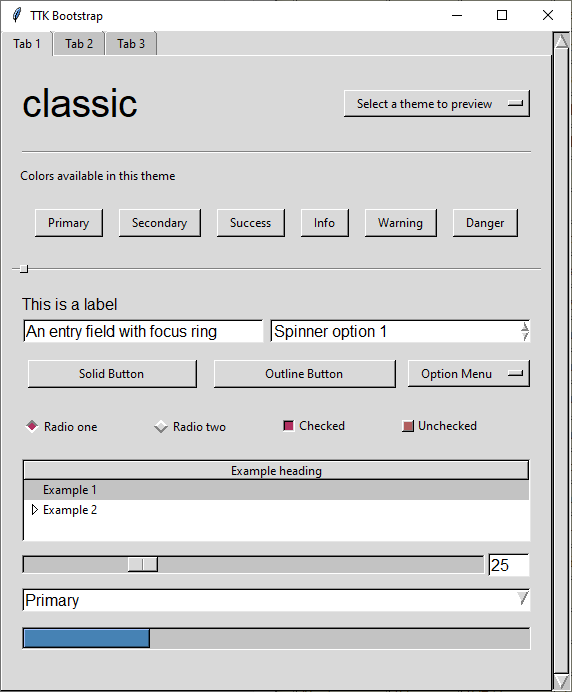 TTK Bootstrap
Tab 1 Tab 2 Tab 3
classic Select a theme to preview
Colors available in this theme
Primary Secondary Success Info Warning Danger
This is a label
An entry field with focus ring Spinner option 1
Solid Button Outline Button Option Menu
Radio one Radio two Checked Unchecked
Example heading
Example 1
Example 2
25
Primary